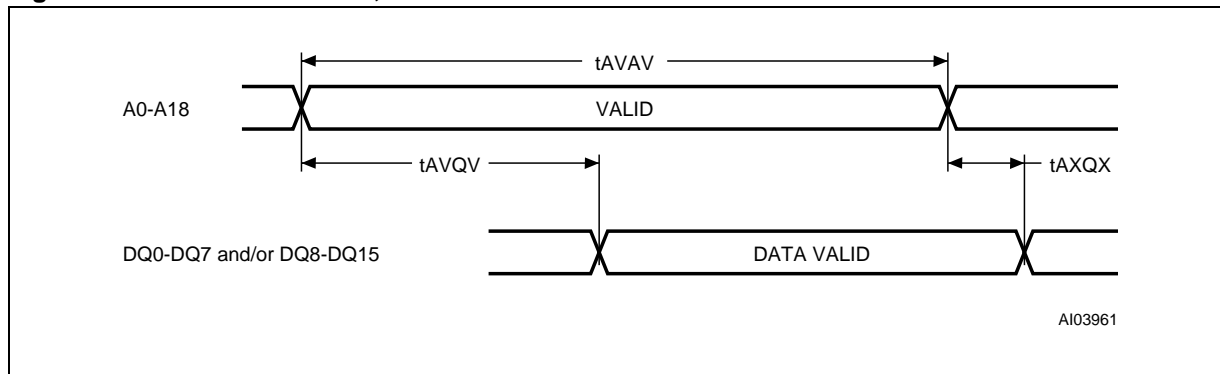 tAVAV
A0-A18
VALID
tAVQV
tAXQX
DQ0-DQ7 and/or DQ8-DQ15
DATA VALID
AI03961